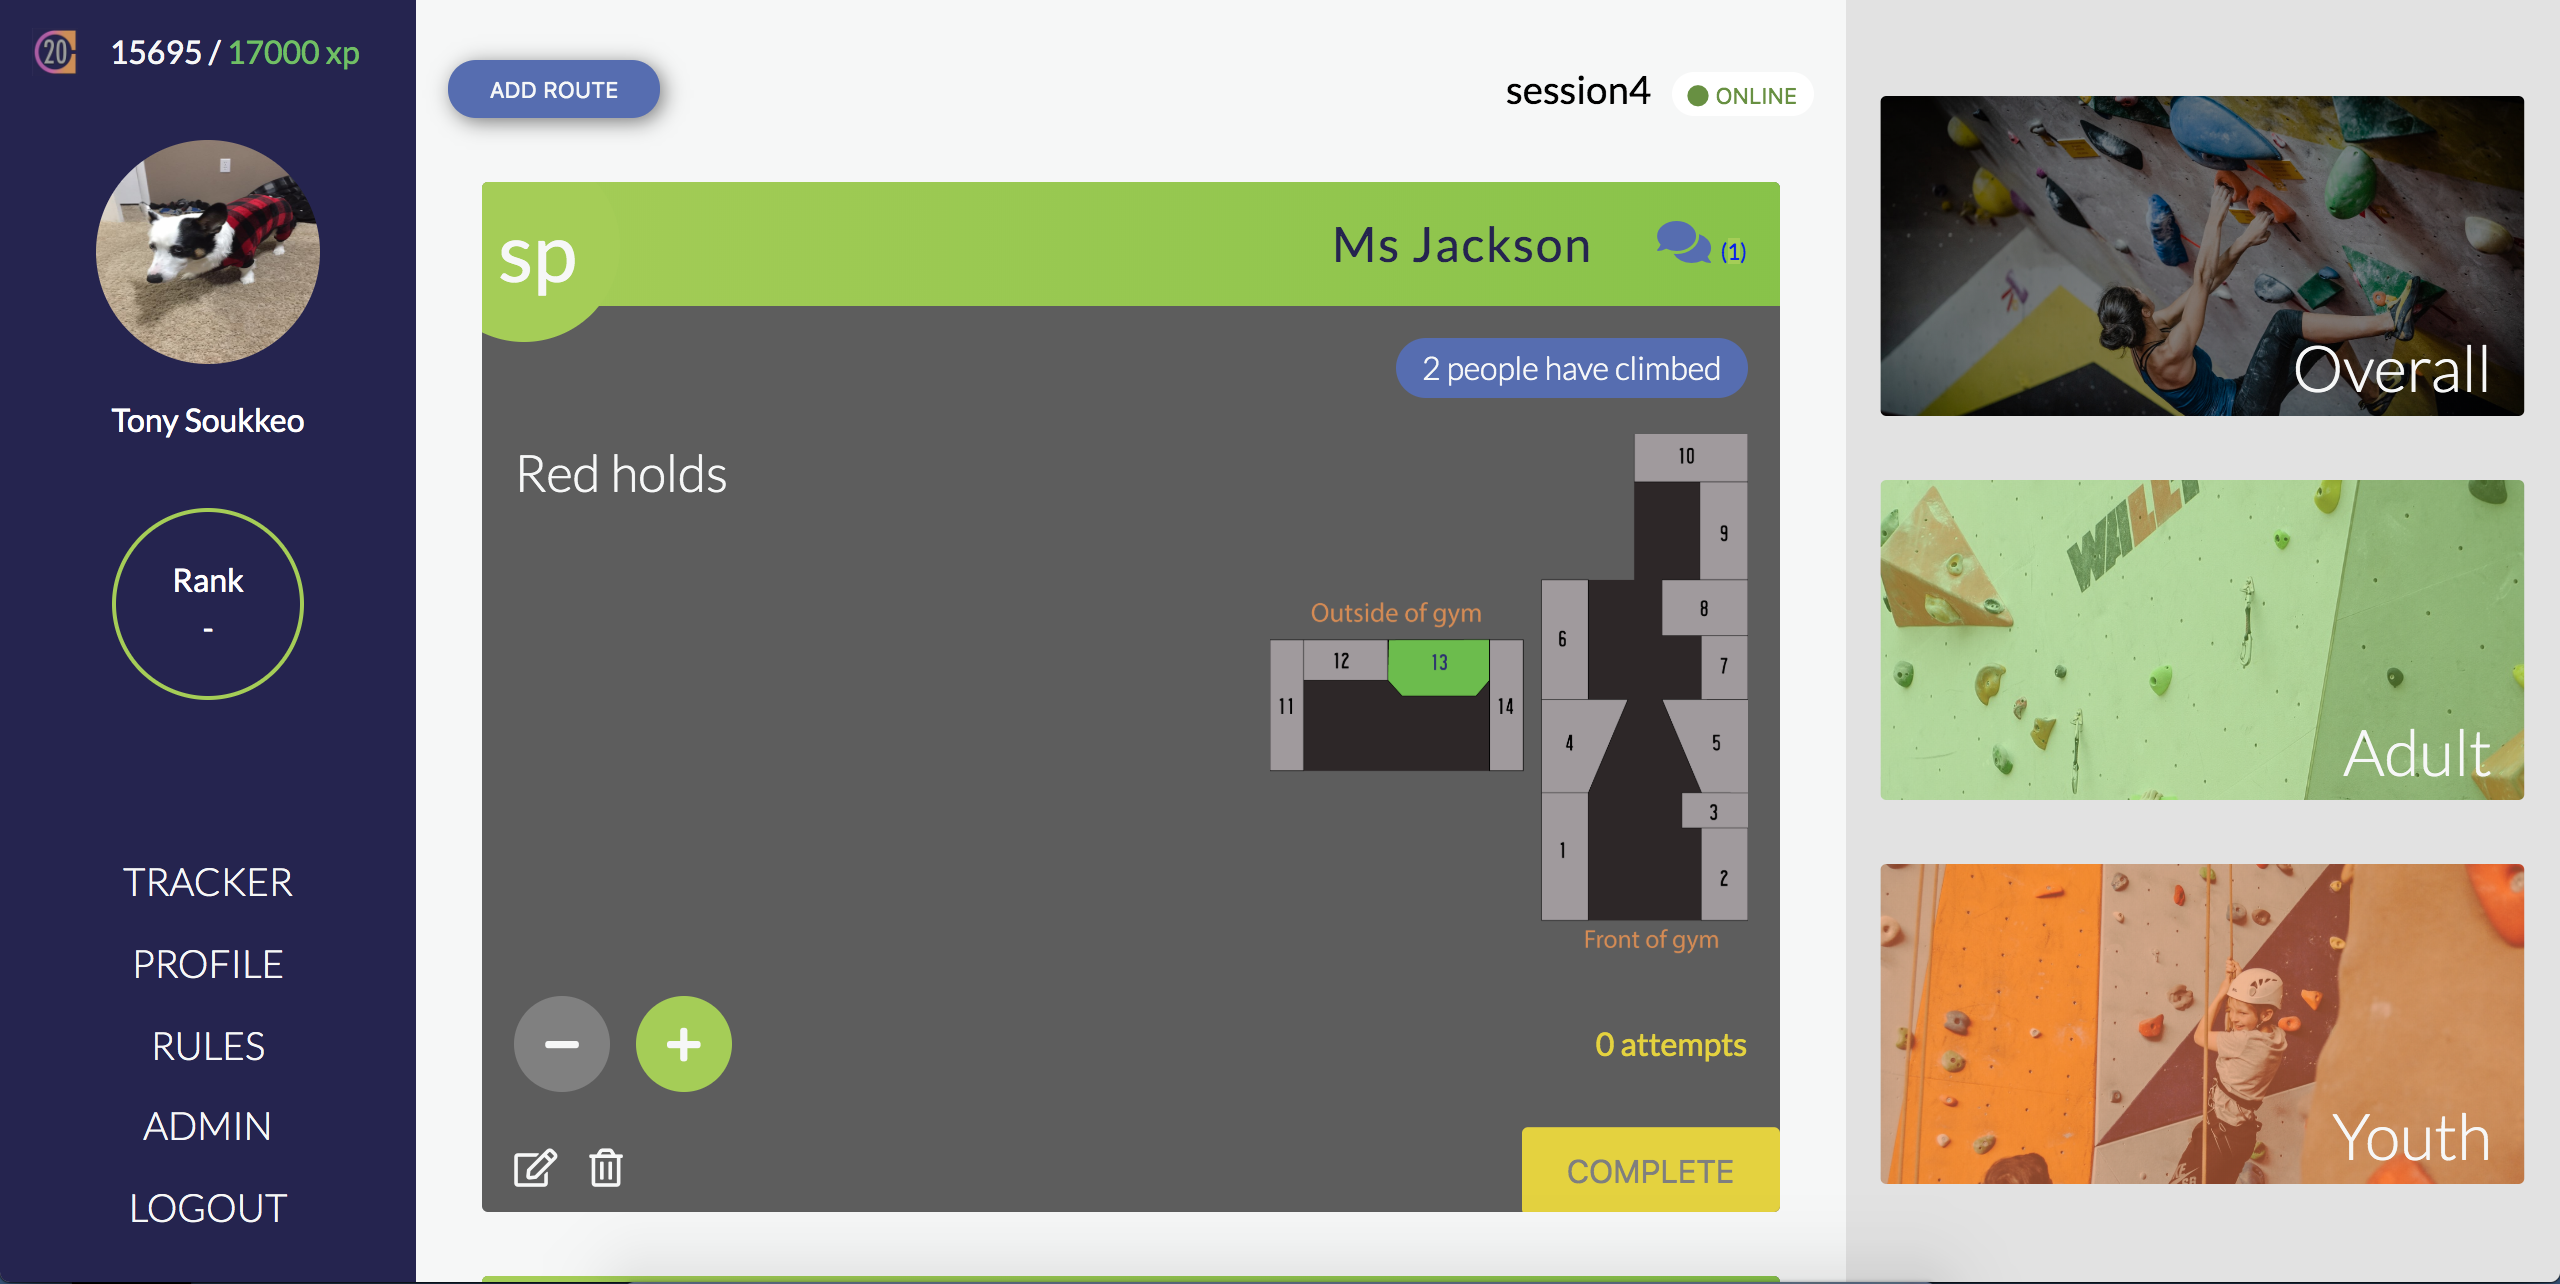 20
15695 / 17000 xp
Tony Soukkeo
Rank
-
TRACKER
PROFILE
RULES
ADMIN
LOGOUT
ADD ROUTE
session4
ONLINE
sp
Ms Jackson
(1)
2 people have climbed
Red holds
10
9
8
6
7
Outside of gym
12
13
11
14
4
5
3
1
2
Front of gym
0 attempts
COMPLETE
Overall
WALL
Adult
Youth